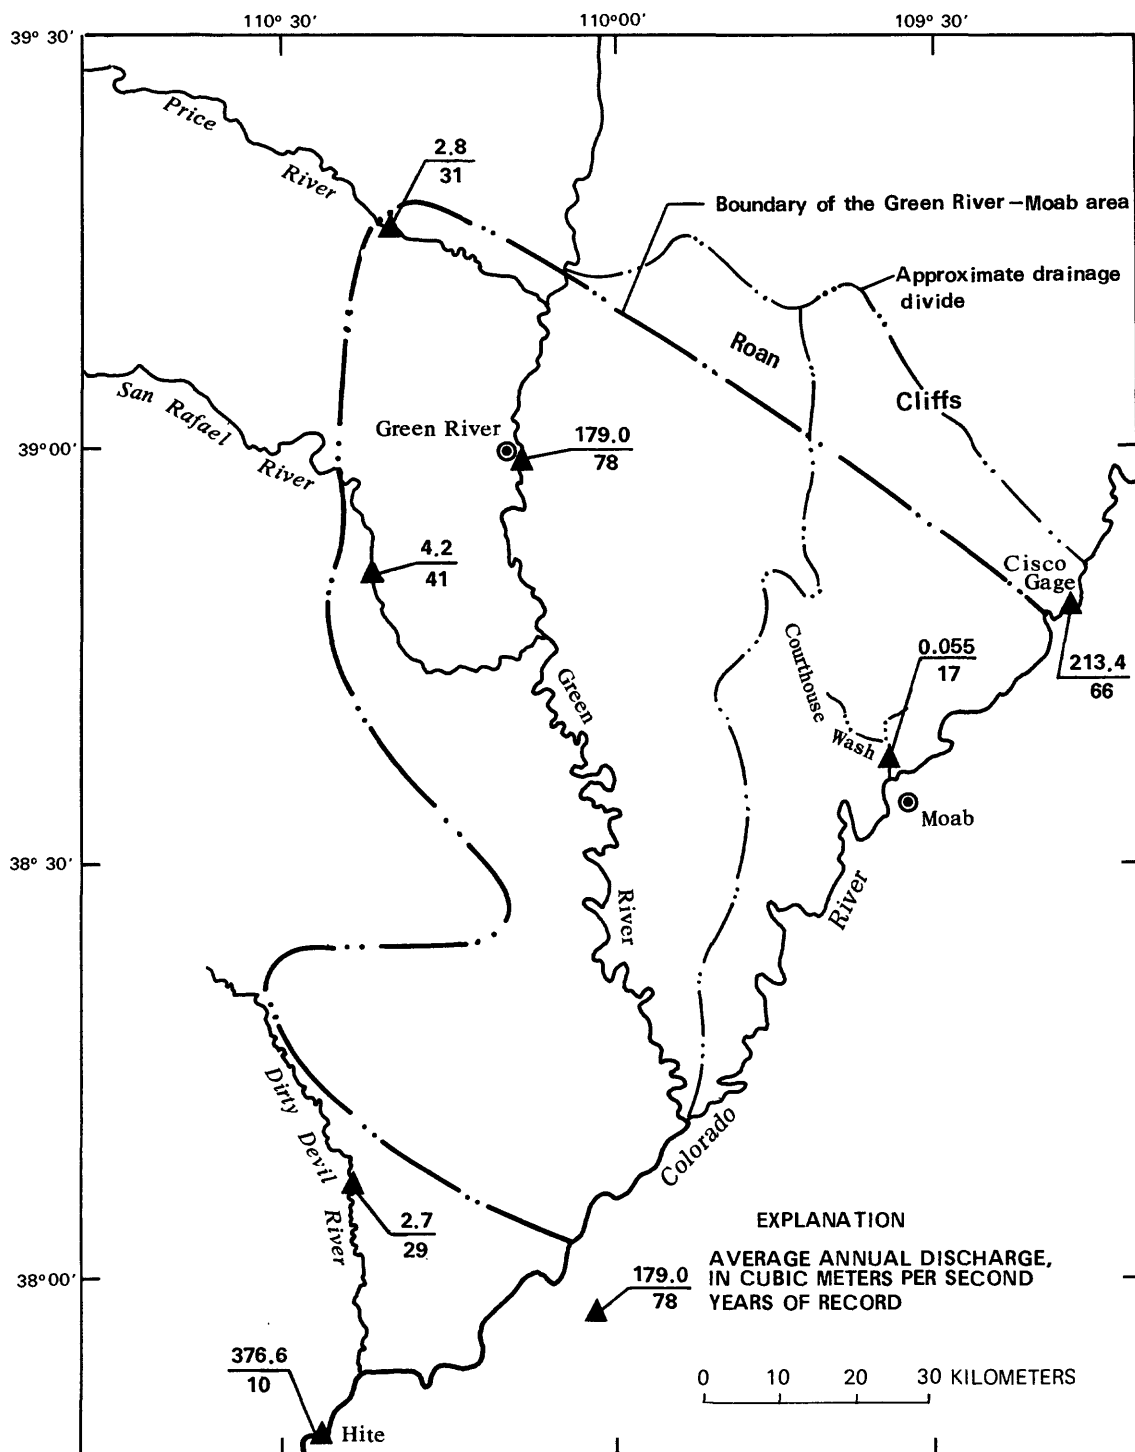 110° 30′
110°00′
109° 30′
39° 30′
Price
River
2.8
31
Boundary of the Green River—Moab area
Approximate drainage
divide
Roan
Cliffs
San Rafael
River
Green River
39°00′
179.0
78
4.2
41
Cisco
Gage
213.4
66
Courthouse
Wash
0.055
17
Green
River
Moab
38° 30′
River
Colorado
Dirty Devil
River
2.7
29
38°00′
EXPLANATION
179.0
78
AVERAGE ANNUAL DISCHARGE,
IN CUBIC METERS PER SECOND
YEARS OF RECORD
376.6
10
Hite
0 10 20 30 KILOMETERS